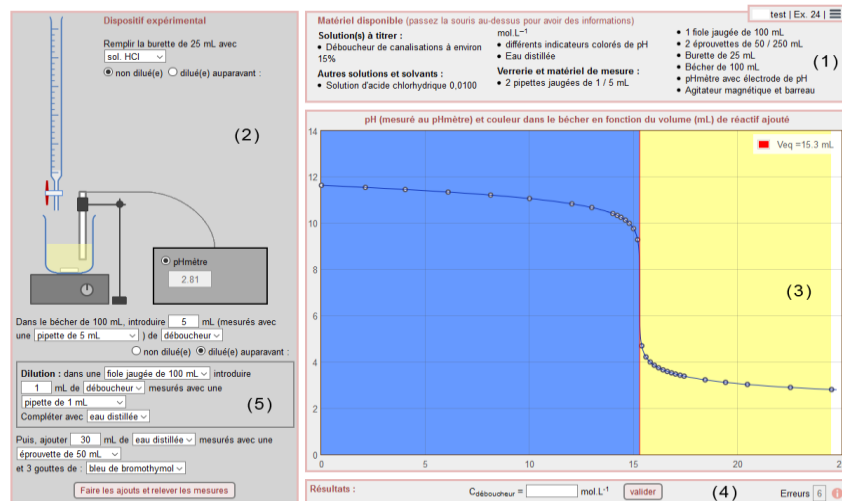 Dispositif expérimental
Remplir la burette de 25 mL avec
sol. HCl
non dilué(e) dilué(e) auparavant :
(2)
pHmètre
2.81
Dans le bécher de 100 mL, introduire 5 mL (mesurés avec
une pipette de 5 mL ) de déboucheur
non dilué(e) dilué(e) auparavant :
Dilution : dans une fiole jaugée de 100 mL introduire
1 mL de déboucheur mesurés avec une
pipette de 1 mL
(5)
Compléter avec eau distillée
Puis, ajouter 30 mL de eau distillée mesurés avec une
éprouvette de 50 mL
et 3 gouttes de : bleu de bromothymol
Faire les ajouts et relever les mesures
test | Ex. 24 |
Matériel disponible (passez la souris au-dessus pour avoir des informations)
Solution(s) à titrer :
• Déboucheur de canalisations à environ
15%
Autres solutions et solvants :
• Solution d'acide chlorhydrique 0,0100
mol.L⁻¹
• différents indicateurs colorés de pH
• Eau distillée
Verrerie et matériel de mesure :
• 2 pipettes jaugées de 1 / 5 mL
• 1 fiole jaugée de 100 mL
• 2 éprouvettes de 50 / 250 mL
• Burette de 25 mL
• Bécher de 100 mL
• pHmètre avec électrode de pH
• Agitateur magnétique et barreau
(1)
pH (mesuré au pHmètre) et couleur dans le bécher en fonction du volume (mL) de réactif ajouté
14
12
10
8
6
4
2
0
Veq =15.3 mL
(3)
0 5 10 15 20 25
Résultats :
Cdéboucheur = mol.L⁻¹ valider
(4)
Erreurs 6